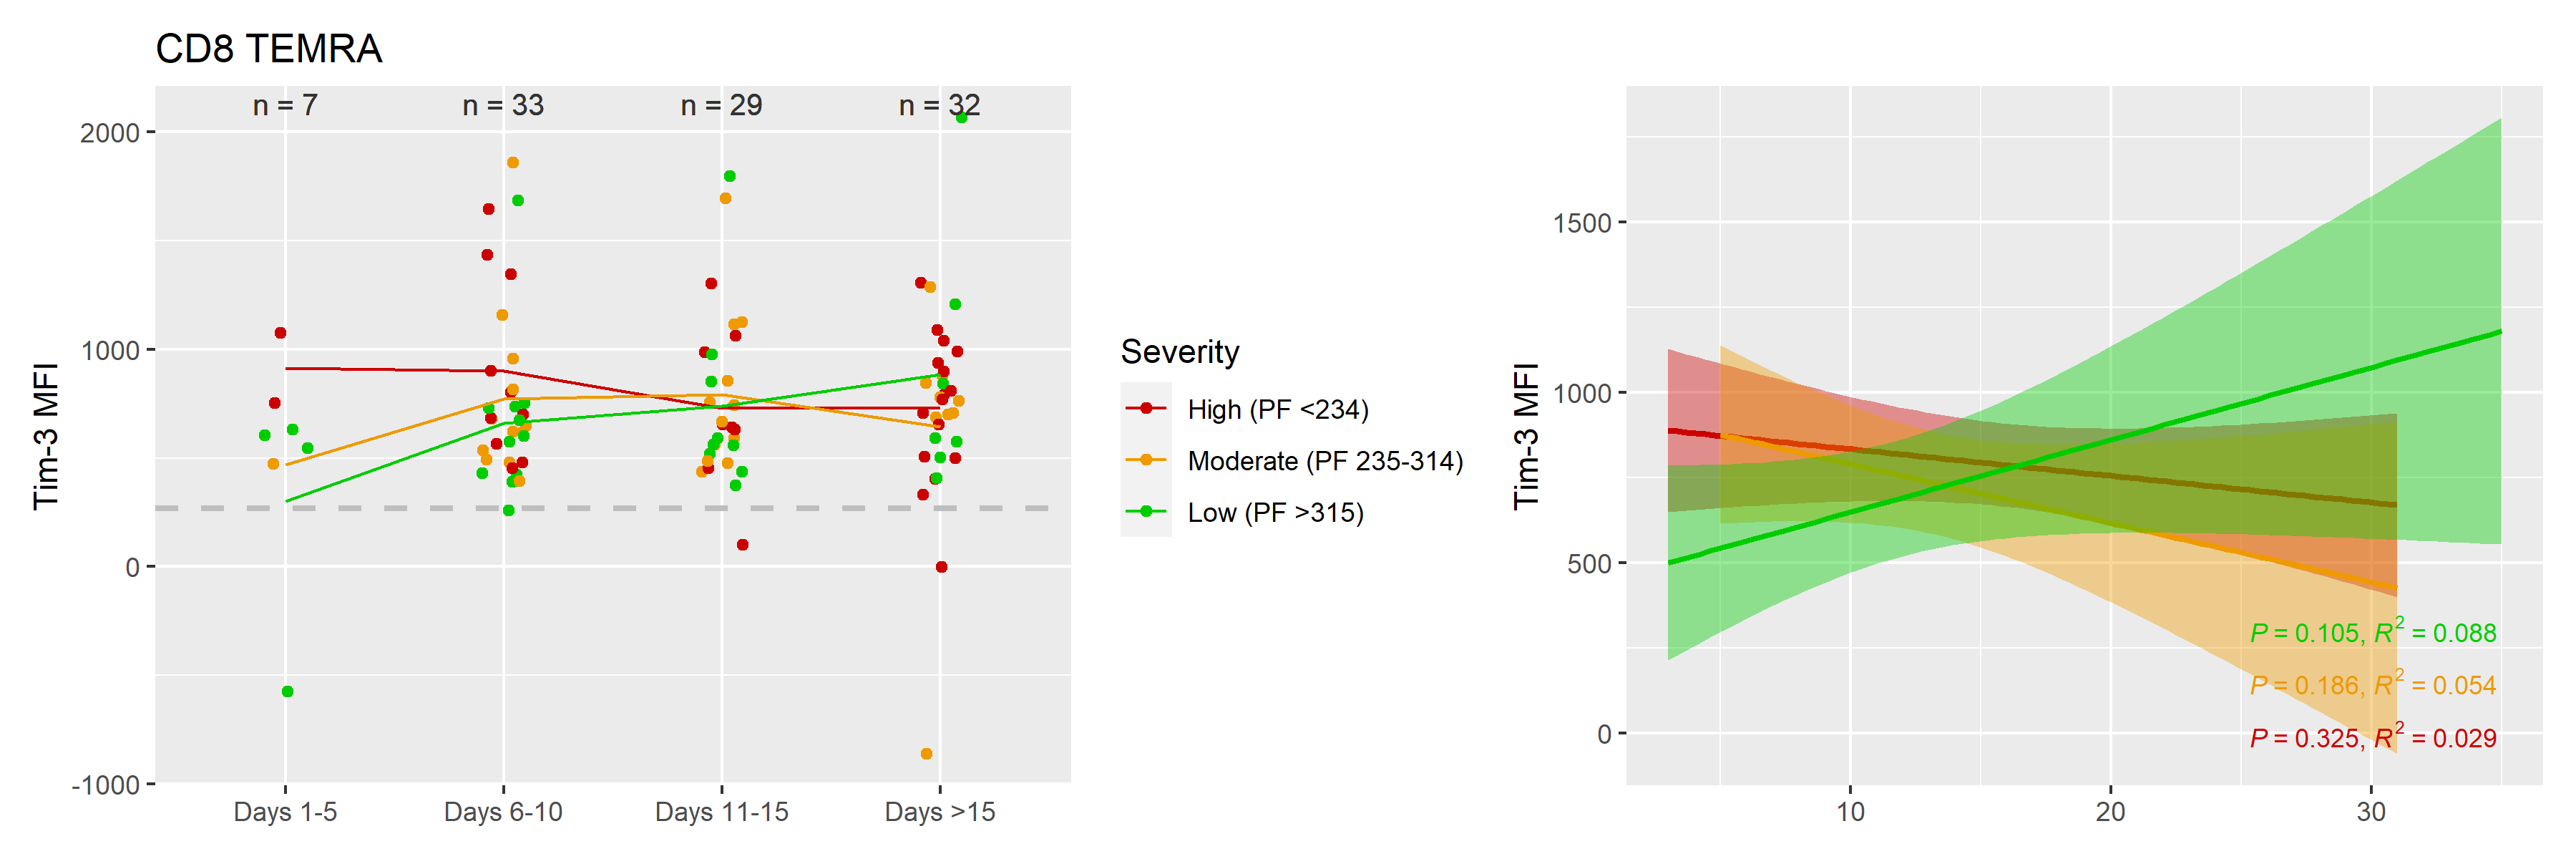 CD8 TEMRA
n = 7 n = 33 n = 29 n = 32
2000
1000
0
-1000
Tim-3 MFI
Days 1-5 Days 6-10 Days 11-15 Days >15
Severity
High (PF <234)
Moderate (PF 235-314)
Low (PF >315)
Tim-3 MFI
1500
1000
500
0
P = 0.105, R² = 0.088
P = 0.186, R² = 0.054
P = 0.325, R² = 0.029
10 20 30